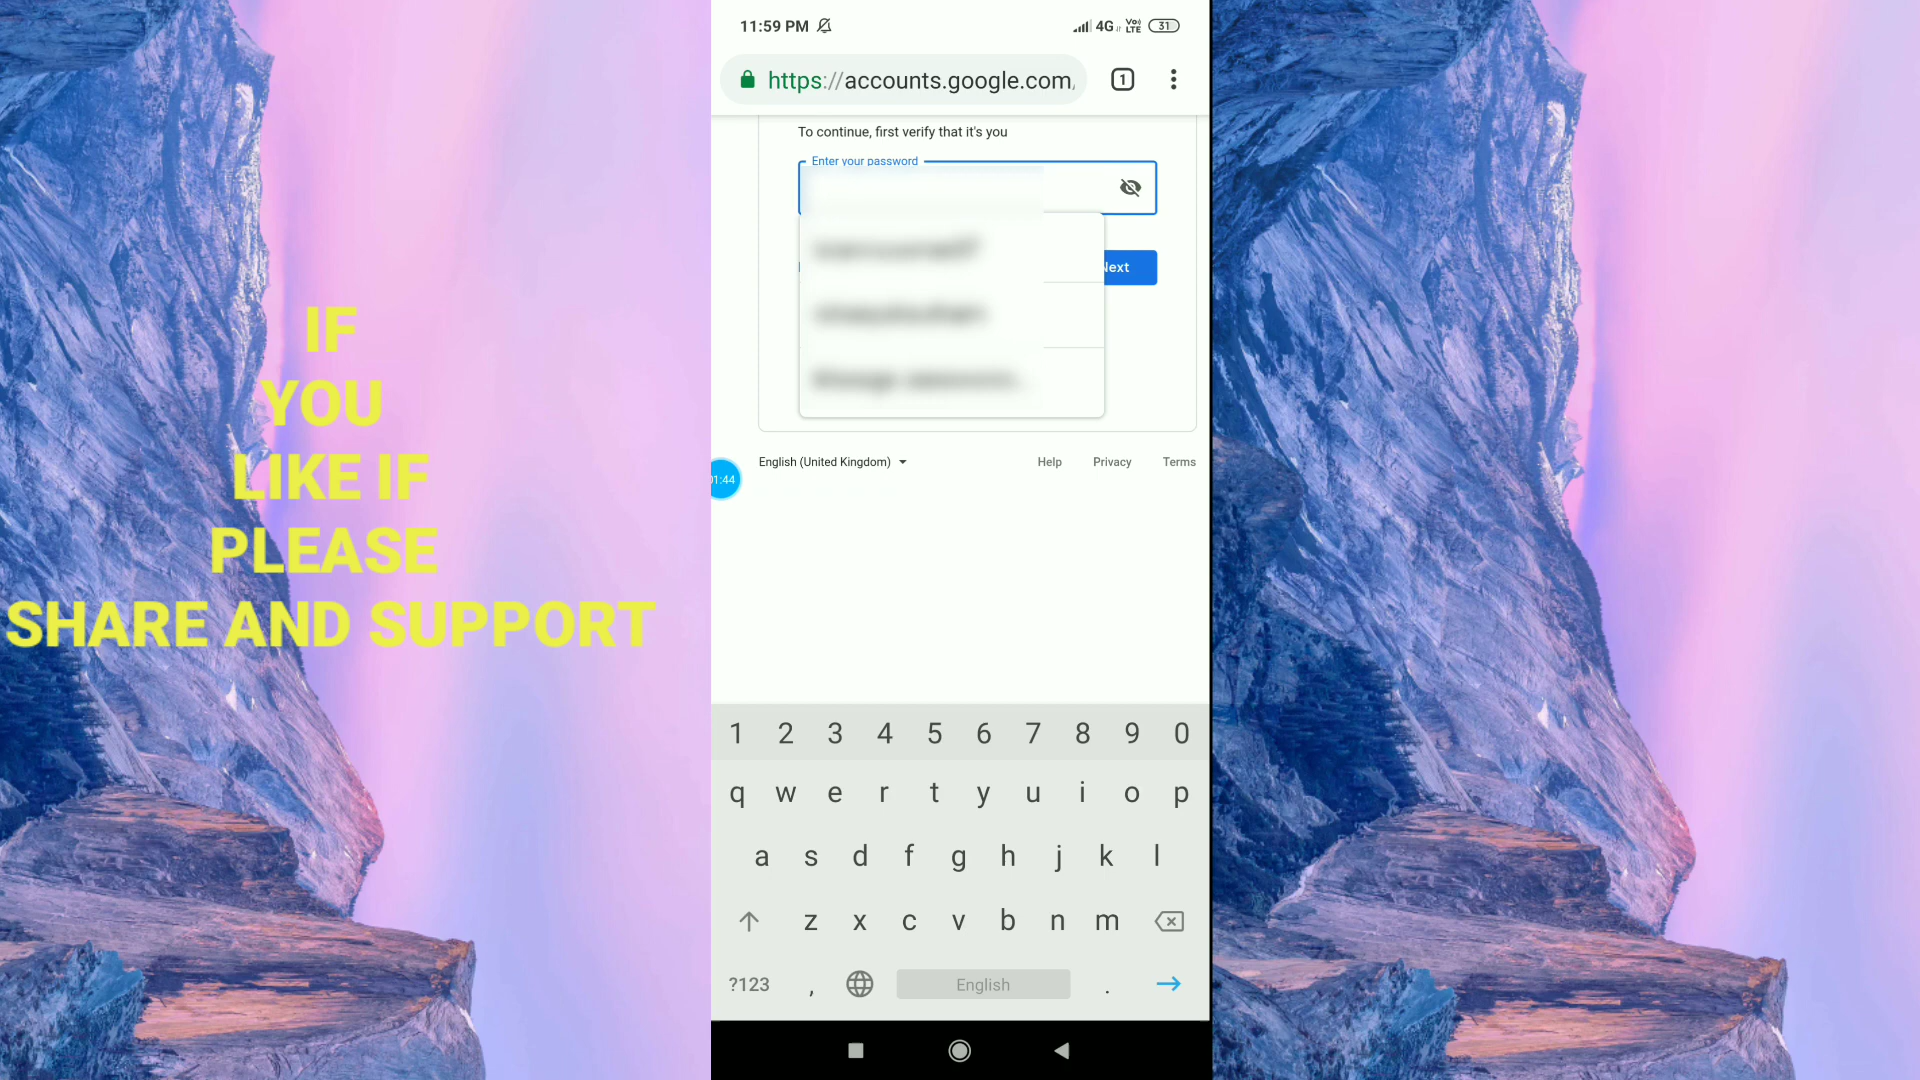 IF
YOU
LIKE IF
PLEASE
SHARE AND SUPPORT
11:59 PM 4G Vo) LTE 31
https://accounts.google.com/ 1
To continue, first verify that it's you
Enter your password
Next
English (United Kingdom) Help Privacy Terms
01:44
1 2 3 4 5 6 7 8 9 0
q w e r t y u i o p
a s d f g h j k l
z x c v b n m
?123 , English .